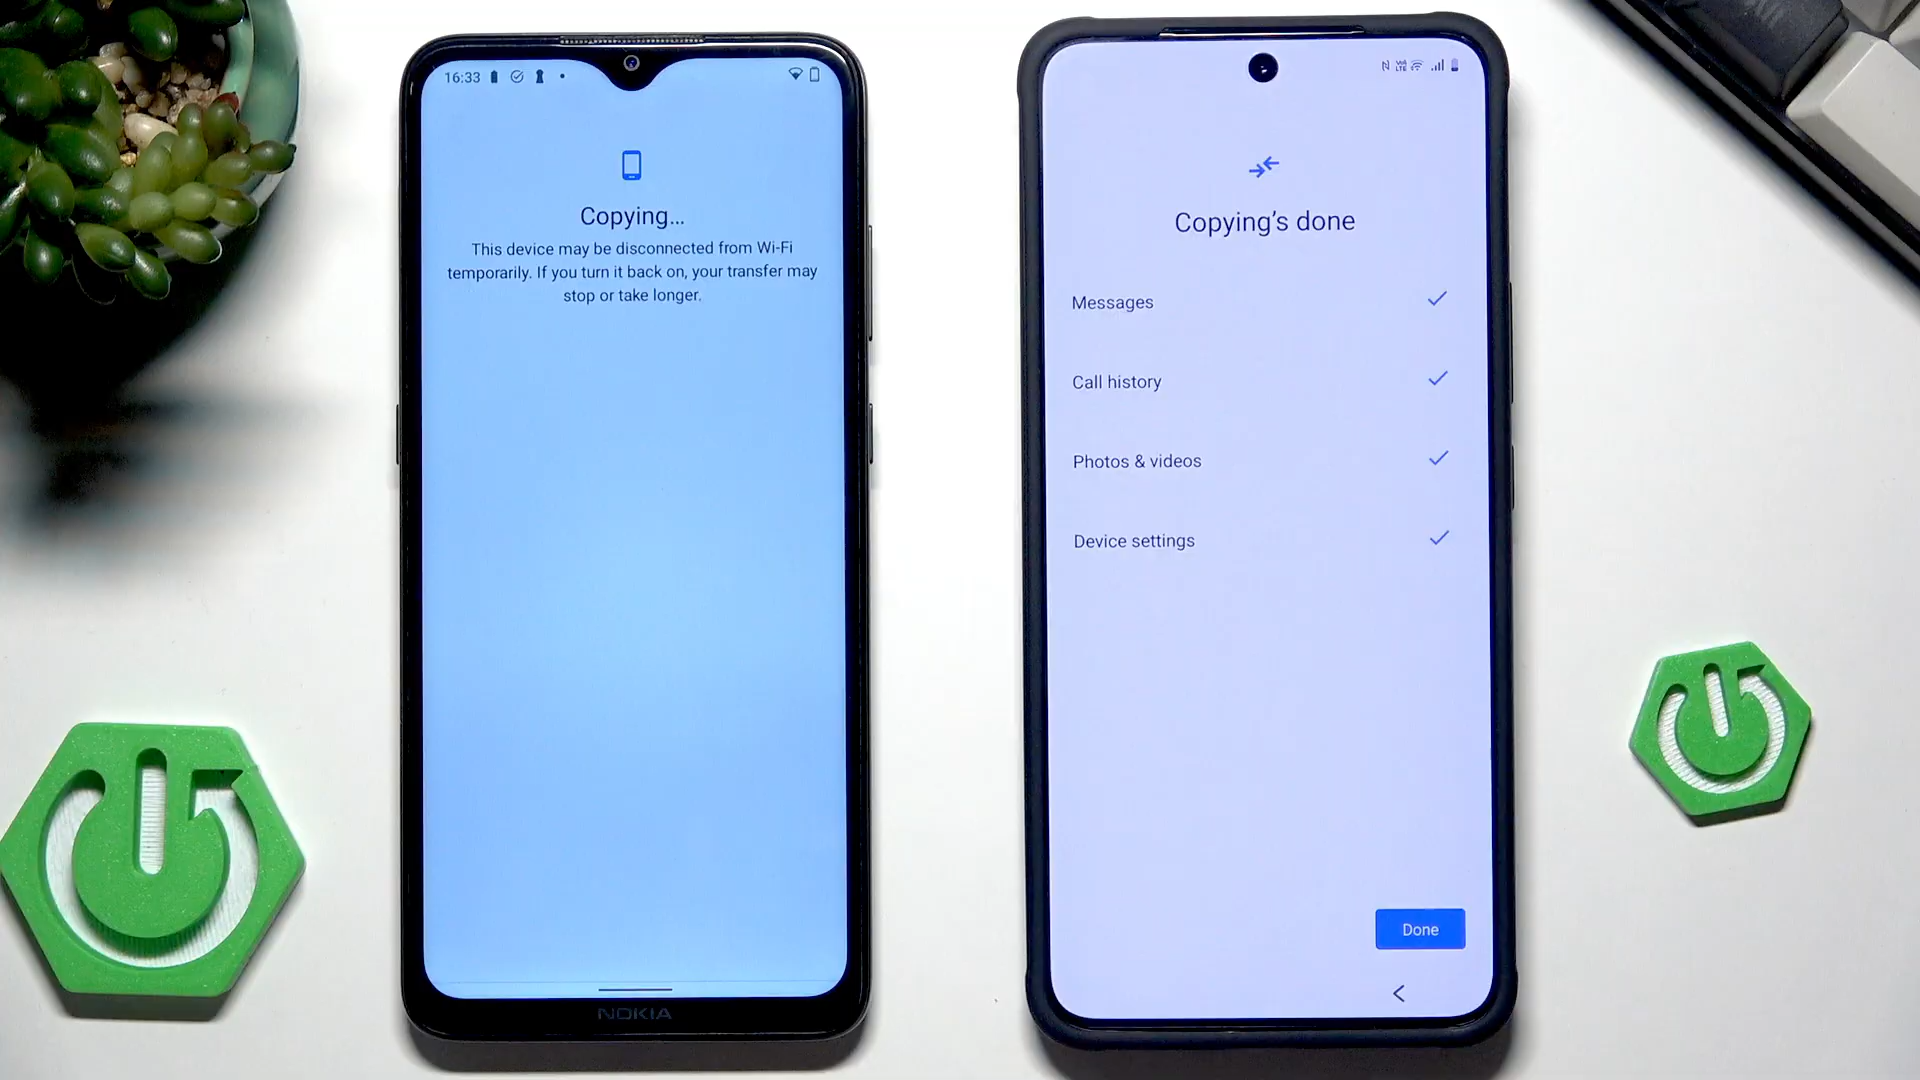 16:33
Copying...
This device may be disconnected from Wi-Fi
temporarily. If you turn it back on, your transfer may
stop or take longer.
NOKIA
Copying's done
Messages
Call history
Photos & videos
Device settings
Done